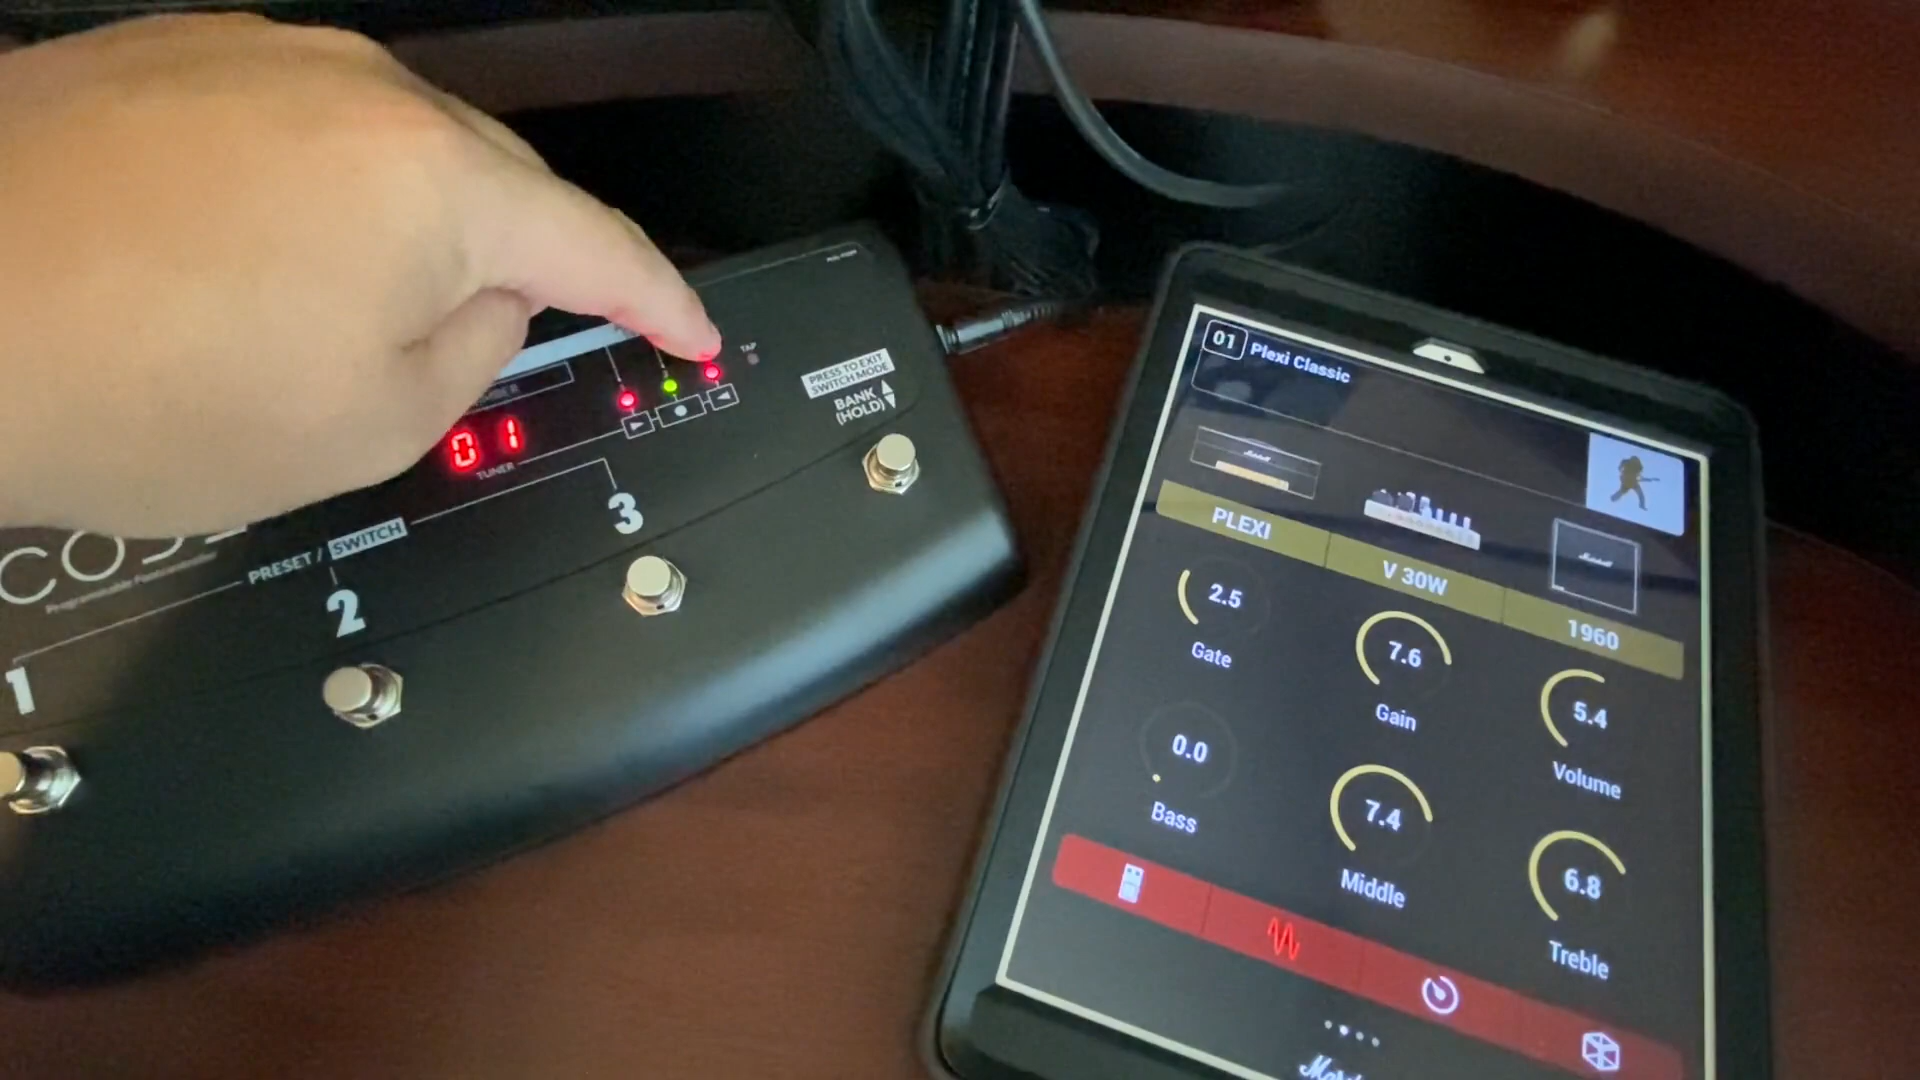 TAP
PRESS TO EXIT
SWITCH MODE
BANK
(HOLD)
01
TUNER
PRESET / SWITCH
1
2
3
01 Plexi Classic
Marshall
Marshall
PLEXI
V 30W
1960
2.5
Gate
7.6
Gain
5.4
Volume
0.0
Bass
7.4
Middle
6.8
Treble